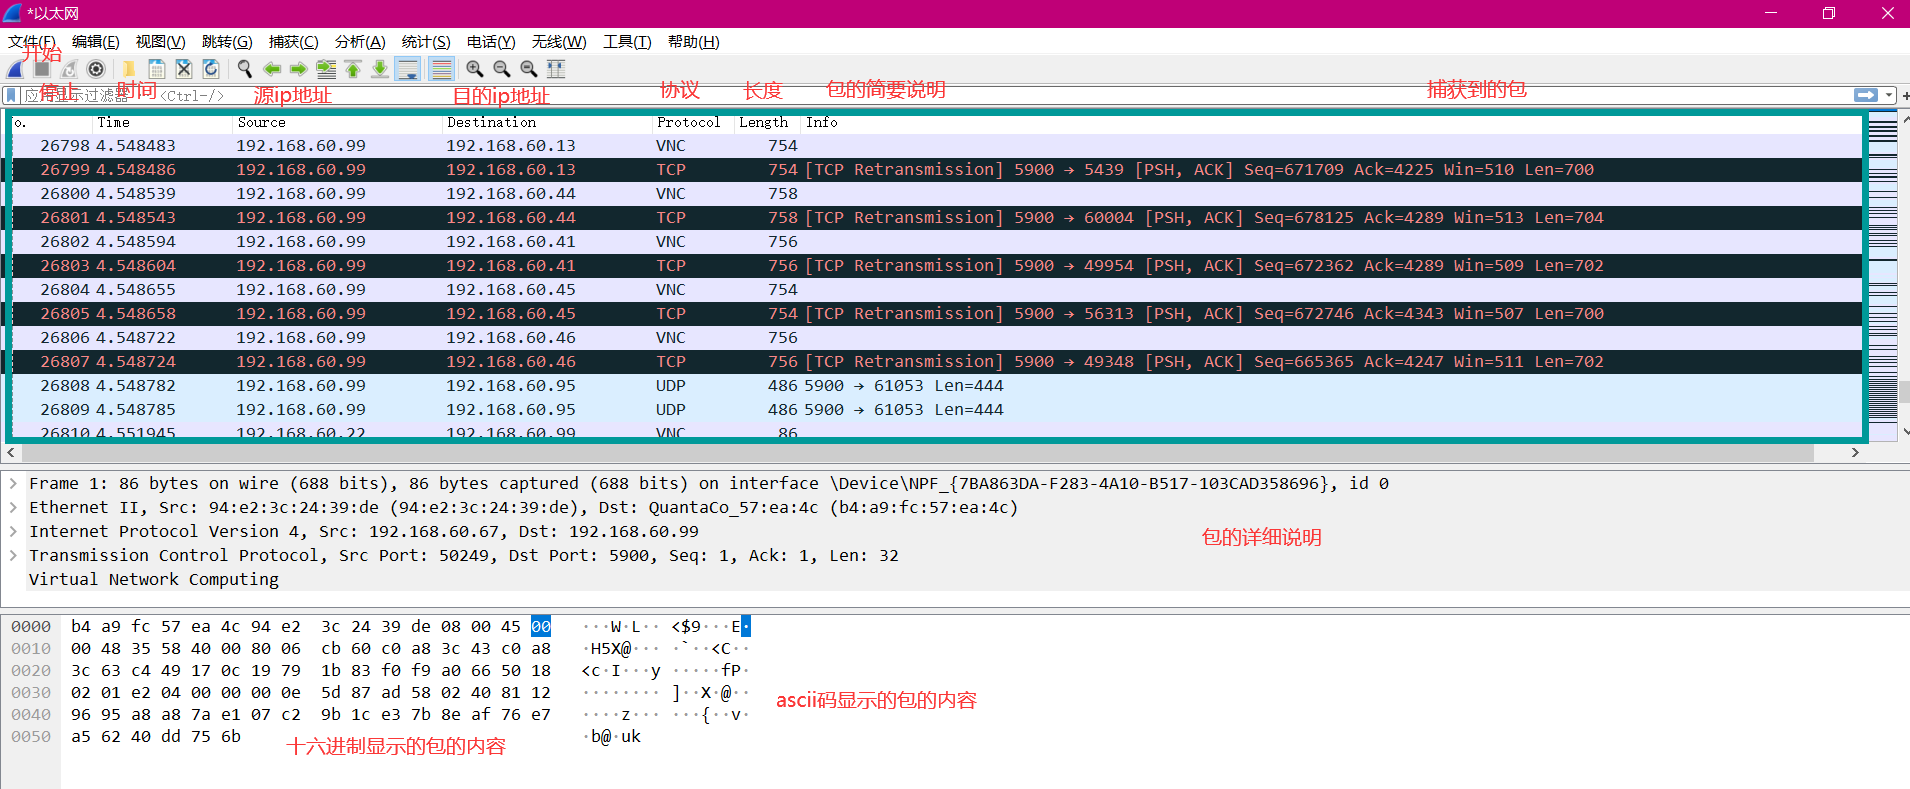 *以太网
文件(F) 编辑(E) 视图(V) 跳转(G) 捕获(C) 分析(A) 统计(S) 电话(Y) 无线(W) 工具(T) 帮助(H)
开始
停止 时间 源ip地址 目的ip地址 协议 长度 包的简要说明 捕获到的包
应用显示过滤器 <Ctrl-/>
o. Time Source Destination Protocol Length Info
26798 4.548483 192.168.60.99 192.168.60.13 VNC 754
26799 4.548486 192.168.60.99 192.168.60.13 TCP 754 [TCP Retransmission] 5900 → 5439 [PSH, ACK] Seq=671709 Ack=4225 Win=510 Len=700
26800 4.548539 192.168.60.99 192.168.60.44 VNC 758
26801 4.548543 192.168.60.99 192.168.60.44 TCP 758 [TCP Retransmission] 5900 → 60004 [PSH, ACK] Seq=678125 Ack=4289 Win=513 Len=704
26802 4.548594 192.168.60.99 192.168.60.41 VNC 756
26803 4.548604 192.168.60.99 192.168.60.41 TCP 756 [TCP Retransmission] 5900 → 49954 [PSH, ACK] Seq=672362 Ack=4289 Win=509 Len=702
26804 4.548655 192.168.60.99 192.168.60.45 VNC 754
26805 4.548658 192.168.60.99 192.168.60.45 TCP 754 [TCP Retransmission] 5900 → 56313 [PSH, ACK] Seq=672746 Ack=4343 Win=507 Len=700
26806 4.548722 192.168.60.99 192.168.60.46 VNC 756
26807 4.548724 192.168.60.99 192.168.60.46 TCP 756 [TCP Retransmission] 5900 → 49348 [PSH, ACK] Seq=665365 Ack=4247 Win=511 Len=702
26808 4.548782 192.168.60.99 192.168.60.95 UDP 486 5900 → 61053 Len=444
26809 4.548785 192.168.60.99 192.168.60.95 UDP 486 5900 → 61053 Len=444
26810 4.551945 192.168.60.22 192.168.60.99 VNC 86
Frame 1: 86 bytes on wire (688 bits), 86 bytes captured (688 bits) on interface \Device\NPF_{7BA863DA-F283-4A10-B517-103CAD358696}, id 0
Ethernet II, Src: 94:e2:3c:24:39:de (94:e2:3c:24:39:de), Dst: QuantaCo_57:ea:4c (b4:a9:fc:57:ea:4c)
Internet Protocol Version 4, Src: 192.168.60.67, Dst: 192.168.60.99
包的详细说明
Transmission Control Protocol, Src Port: 50249, Dst Port: 5900, Seq: 1, Ack: 1, Len: 32
Virtual Network Computing
0000 b4 a9 fc 57 ea 4c 94 e2 3c 24 39 de 08 00 45 00 ···W·L·· <$9···E·
0010 00 48 35 58 40 00 80 06 cb 60 c0 a8 3c 43 c0 a8 ·H5X@··· ·`··<C··
0020 3c 63 c4 49 17 0c 19 79 1b 83 f0 f9 a0 66 50 18 <c·I···y ·····fP·
0030 02 01 e2 04 00 00 00 0e 5d 87 ad 58 02 40 81 12 ········ ]··X·@··
0040 96 95 a8 a8 7a e1 07 c2 9b 1c e3 7b 8e af 76 e7 ····z··· ···{··v·
0050 a5 62 40 dd 75 6b ·b@·uk
ascii码显示的包的内容
十六进制显示的包的内容